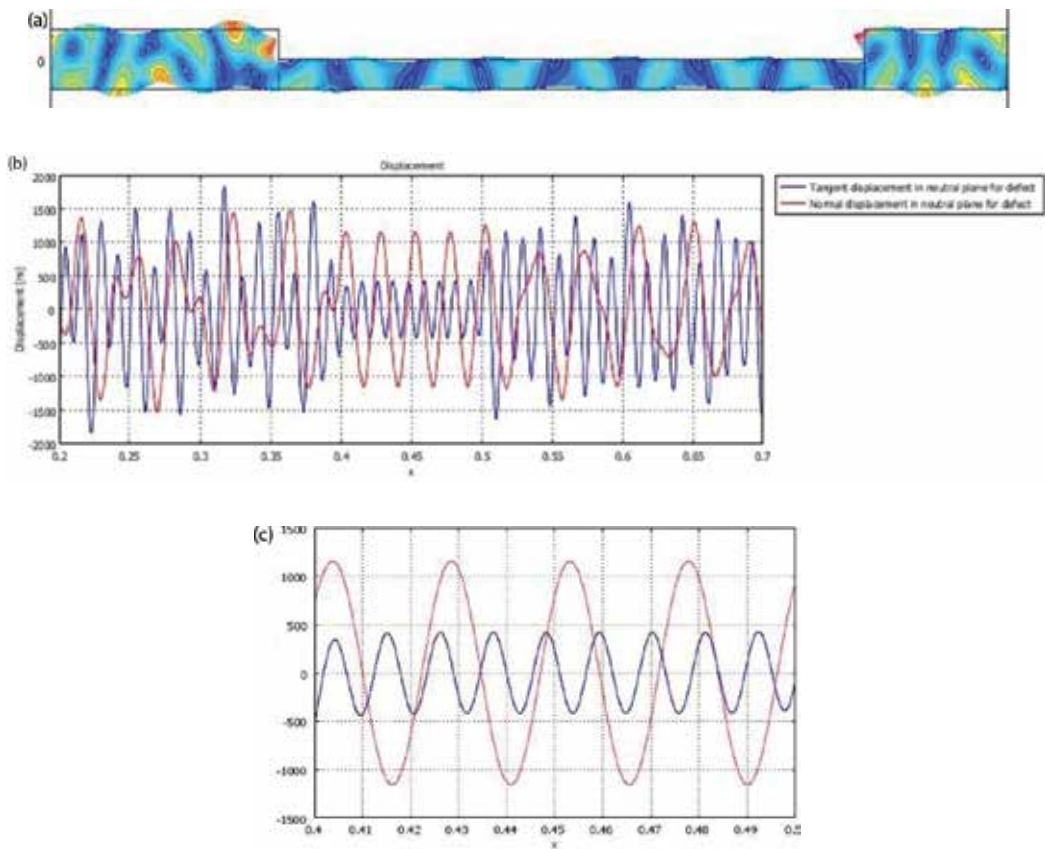 (a)
0
(b)
Displacement
2000
1500
1000
500
0
-500
-1000
-1500
-2000
Displacement [m]
0.2 0.25 0.3 0.35 0.4 0.45 0.5 0.55 0.6 0.65 0.7
x
Tangent displacement in neutral plane for defect
Normal displacement in neutral plane for defect
(c)
1500
1000
500
0
-500
-1000
-1500
0.4 0.41 0.42 0.43 0.44 0.45 0.46 0.47 0.48 0.49 0.5
x